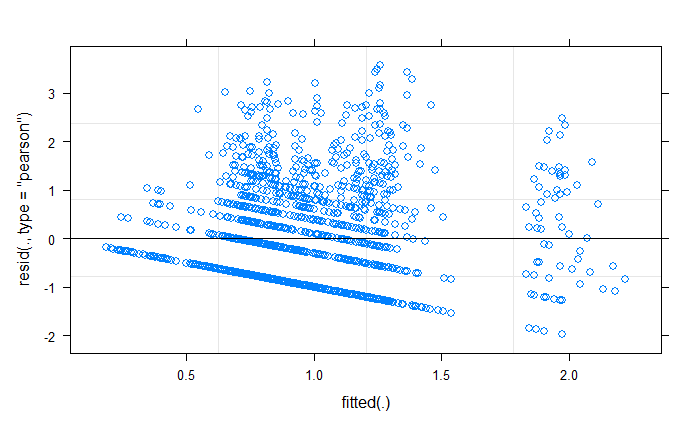 resid(., type = "pearson")
3
2
1
0
-1
-2
0.5 1.0 1.5 2.0
fitted(.)